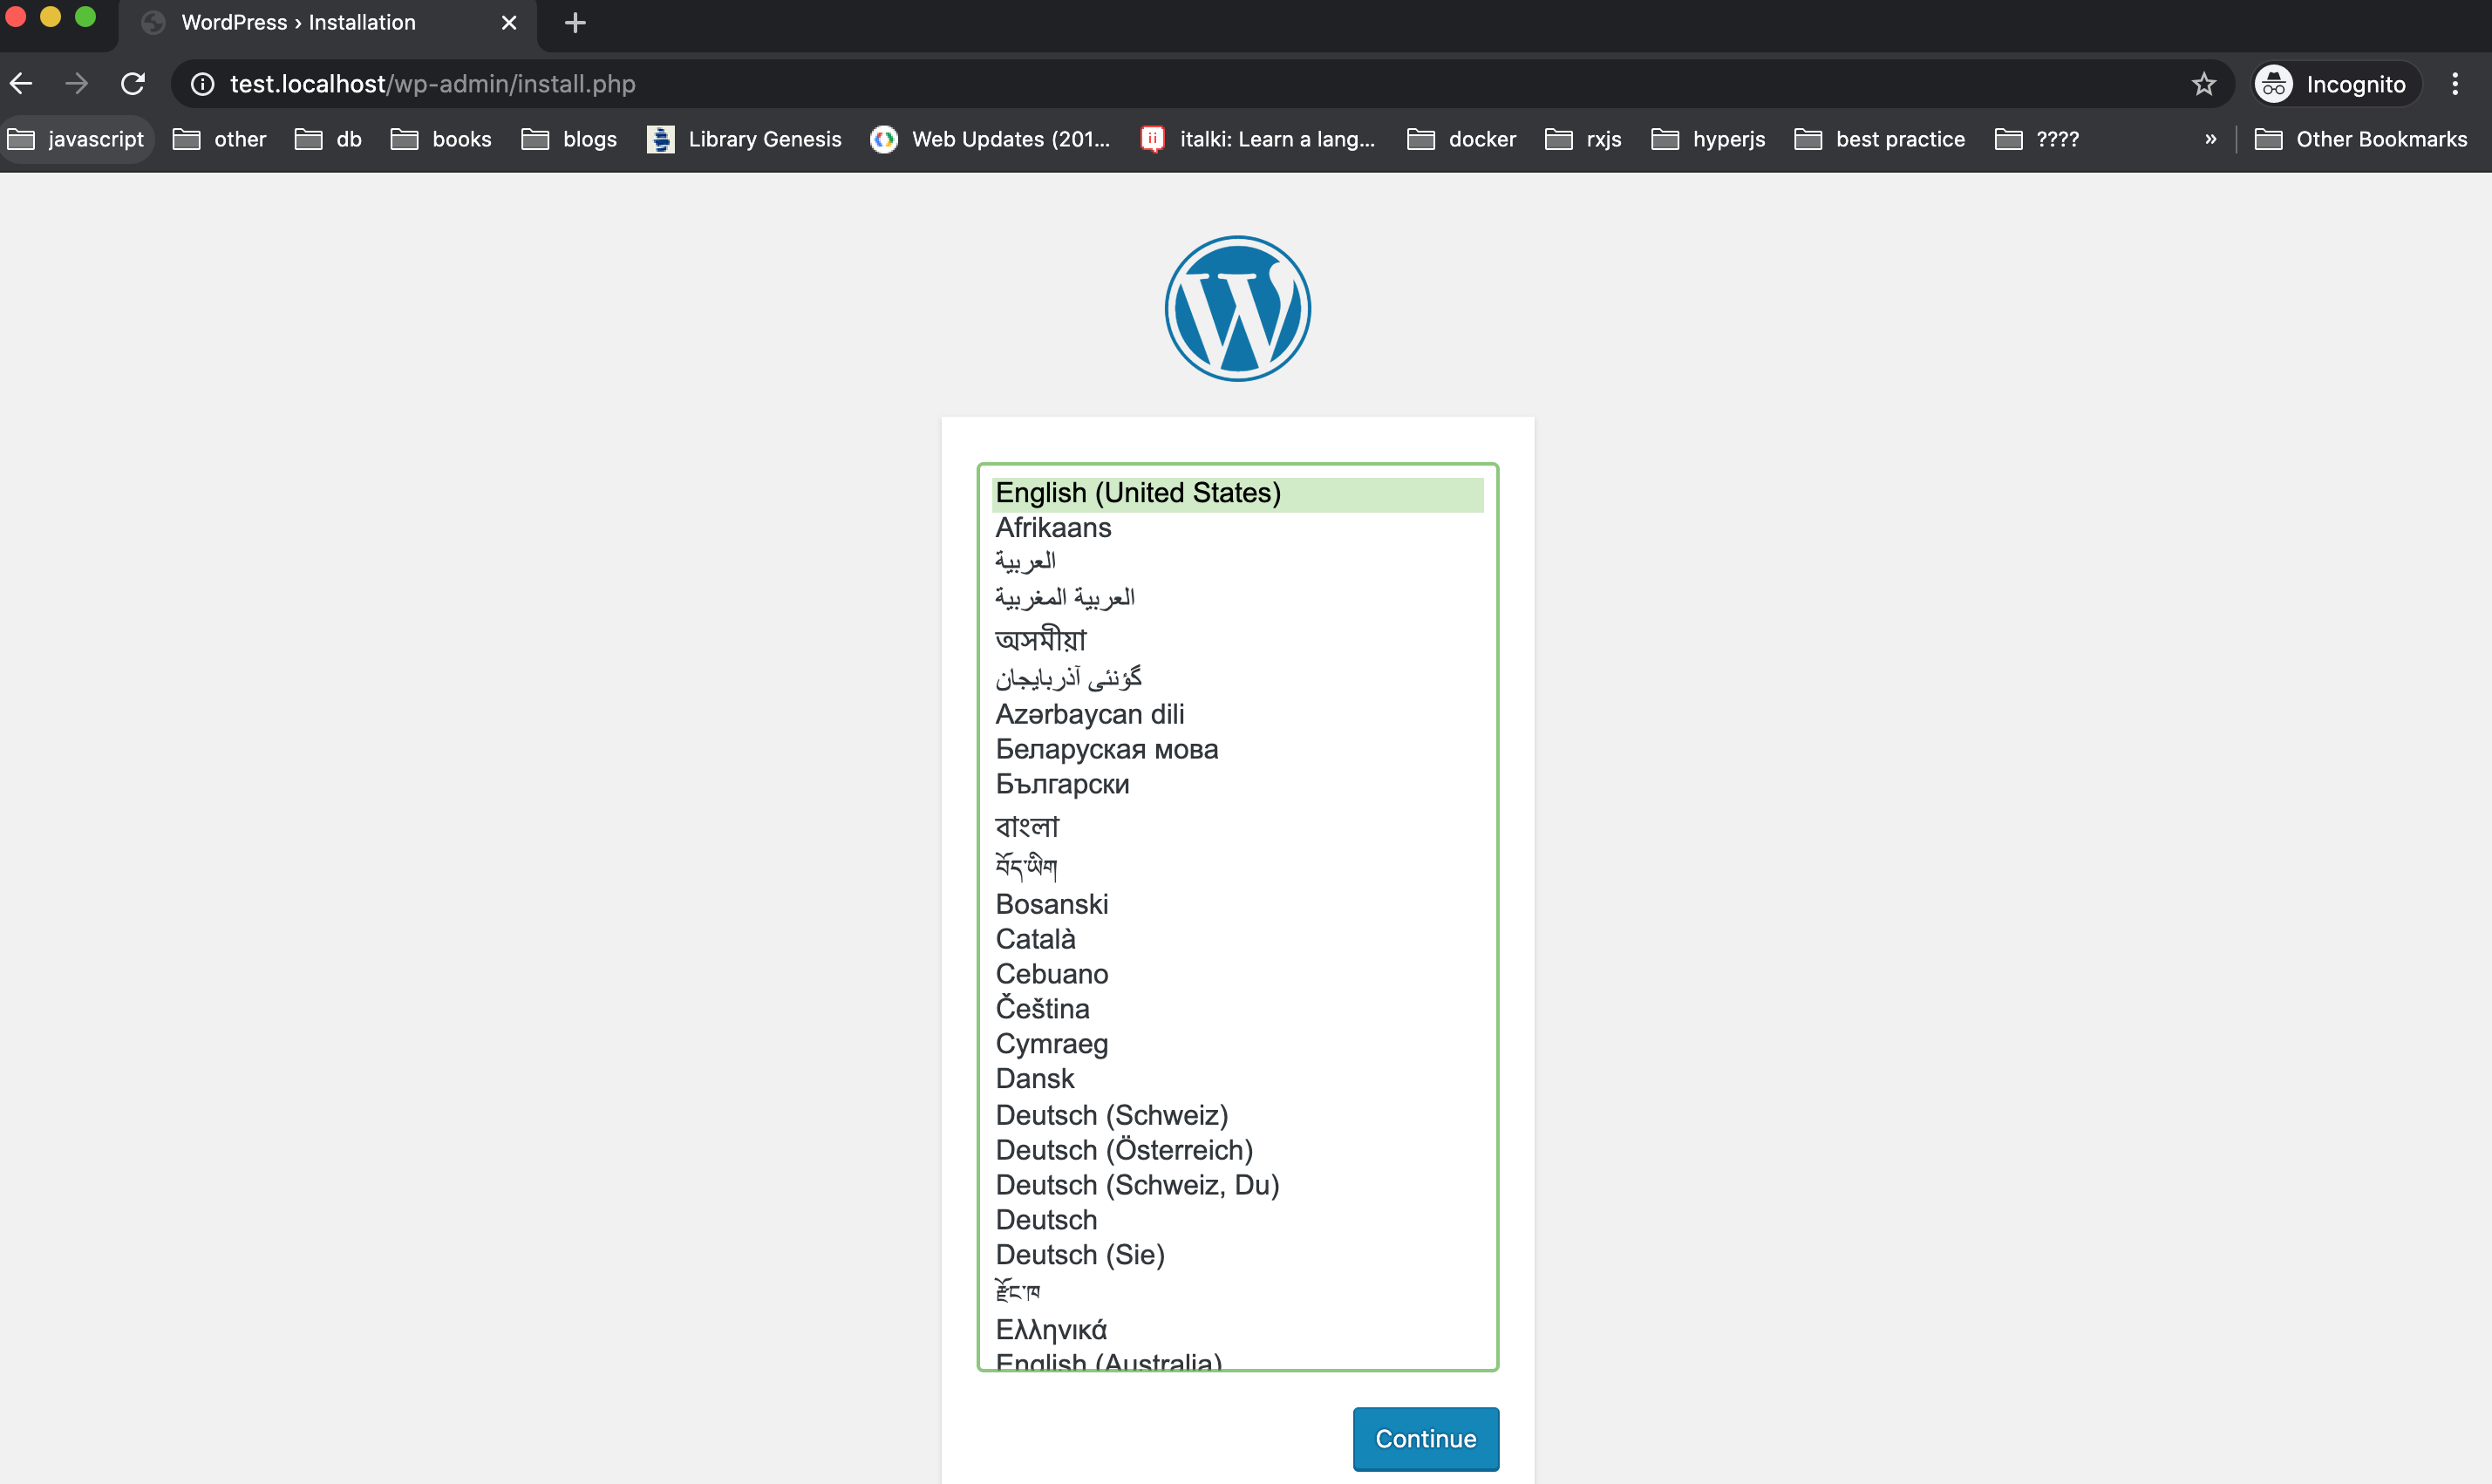 WordPress › Installation
test.localhost/wp-admin/install.php
Incognito
javascript other db books blogs Library Genesis Web Updates (201... italki: Learn a lang... docker rxjs hyperjs best practice ???? » Other Bookmarks
English (United States)
Afrikaans
العربية
العربية المغربية
অসমীয়া
گؤنئی آذربایجان
Azərbaycan dili
Беларуская мова
Български
বাংলা
བོད་ཡིག
Bosanski
Català
Cebuano
Čeština
Cymraeg
Dansk
Deutsch (Schweiz)
Deutsch (Österreich)
Deutsch (Schweiz, Du)
Deutsch
Deutsch (Sie)
རྫོང་ཁ
Ελληνικά
English (Australia)
Continue